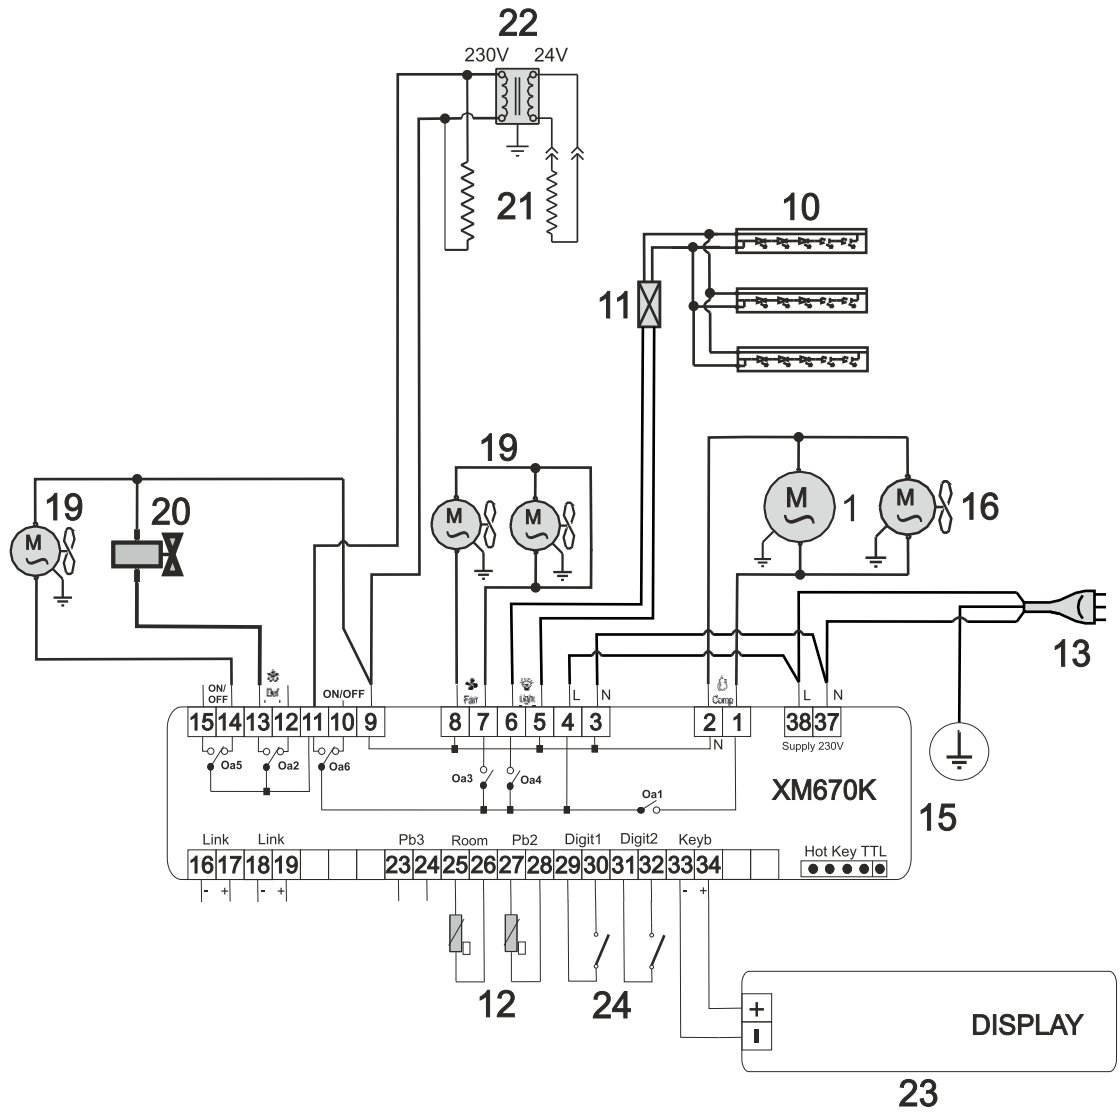 22
230V 24V
21
10
11
19
20
19
M
M
M
M
1
M
16
13
ON/
OFF
Def
ON/OFF
Fan
Light
L N
Comp
L N
15 14 13 12 11 10 9
8 7 6 5 4 3
2 1
38 37
N
Supply 230V
Oa5 Oa2 Oa6
Oa3 Oa4
Oa1
XM670K
15
Link Link
Pb3 Room Pb2 Digit1 Digit2 Keyb
Hot Key TTL
16 17 18 19
23 24 25 26 27 28 29 30 31 32 33 34
- + - +
- +
12
24
+
DISPLAY
23